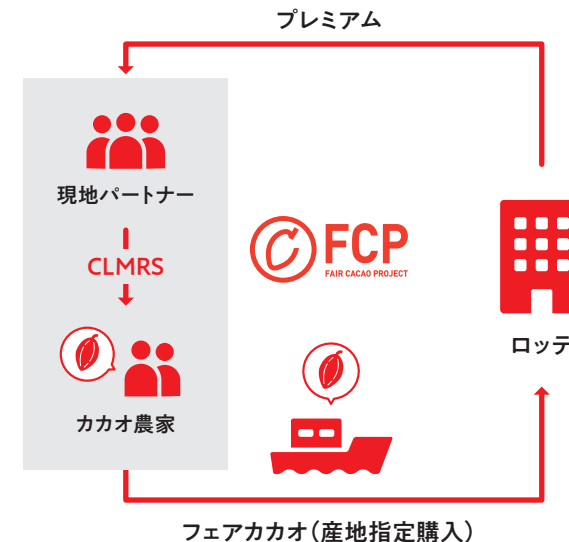 プレミアム
現地パートナー
CLMRS
FCP
FAIR CACAO PROJECT
ロッテ
カカオ農家
フェアカカオ（産地指定購入）